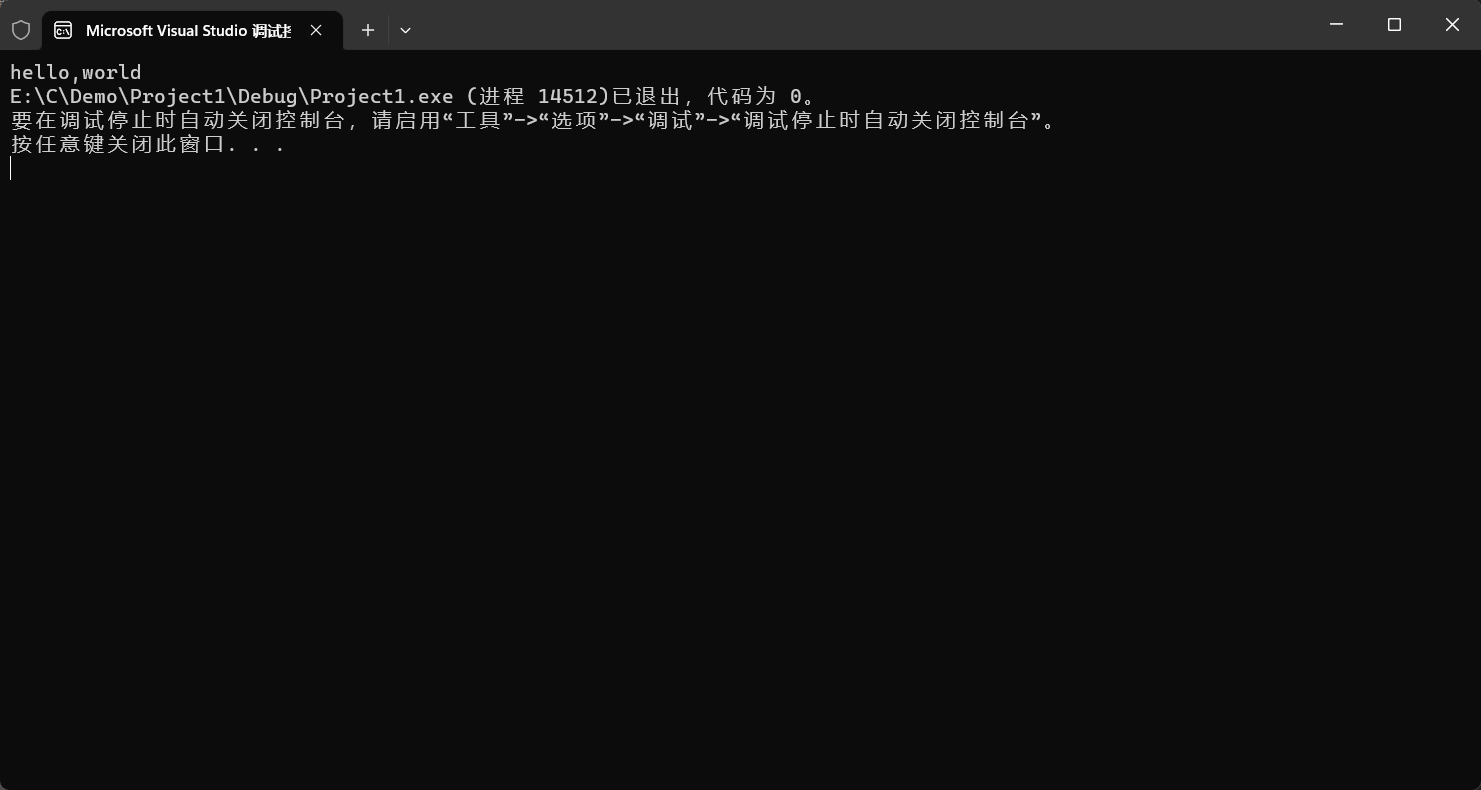 Microsoft Visual Studio 调试
hello,world
E:\C\Demo\Project1\Debug\Project1.exe (进程 14512)已退出，代码为 0。
要在调试停止时自动关闭控制台，请启用“工具”->“选项”->“调试”->“调试停止时自动关闭控制台”。
按任意键关闭此窗口. . .